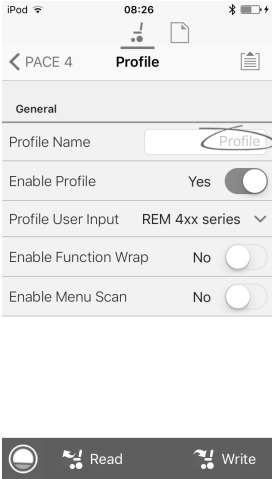 iPod 08:26
PACE 4 Profile
General
Profile Name Profile
Enable Profile Yes
Profile User Input REM 4xx series
Enable Function Wrap No
Enable Menu Scan No
Read Write